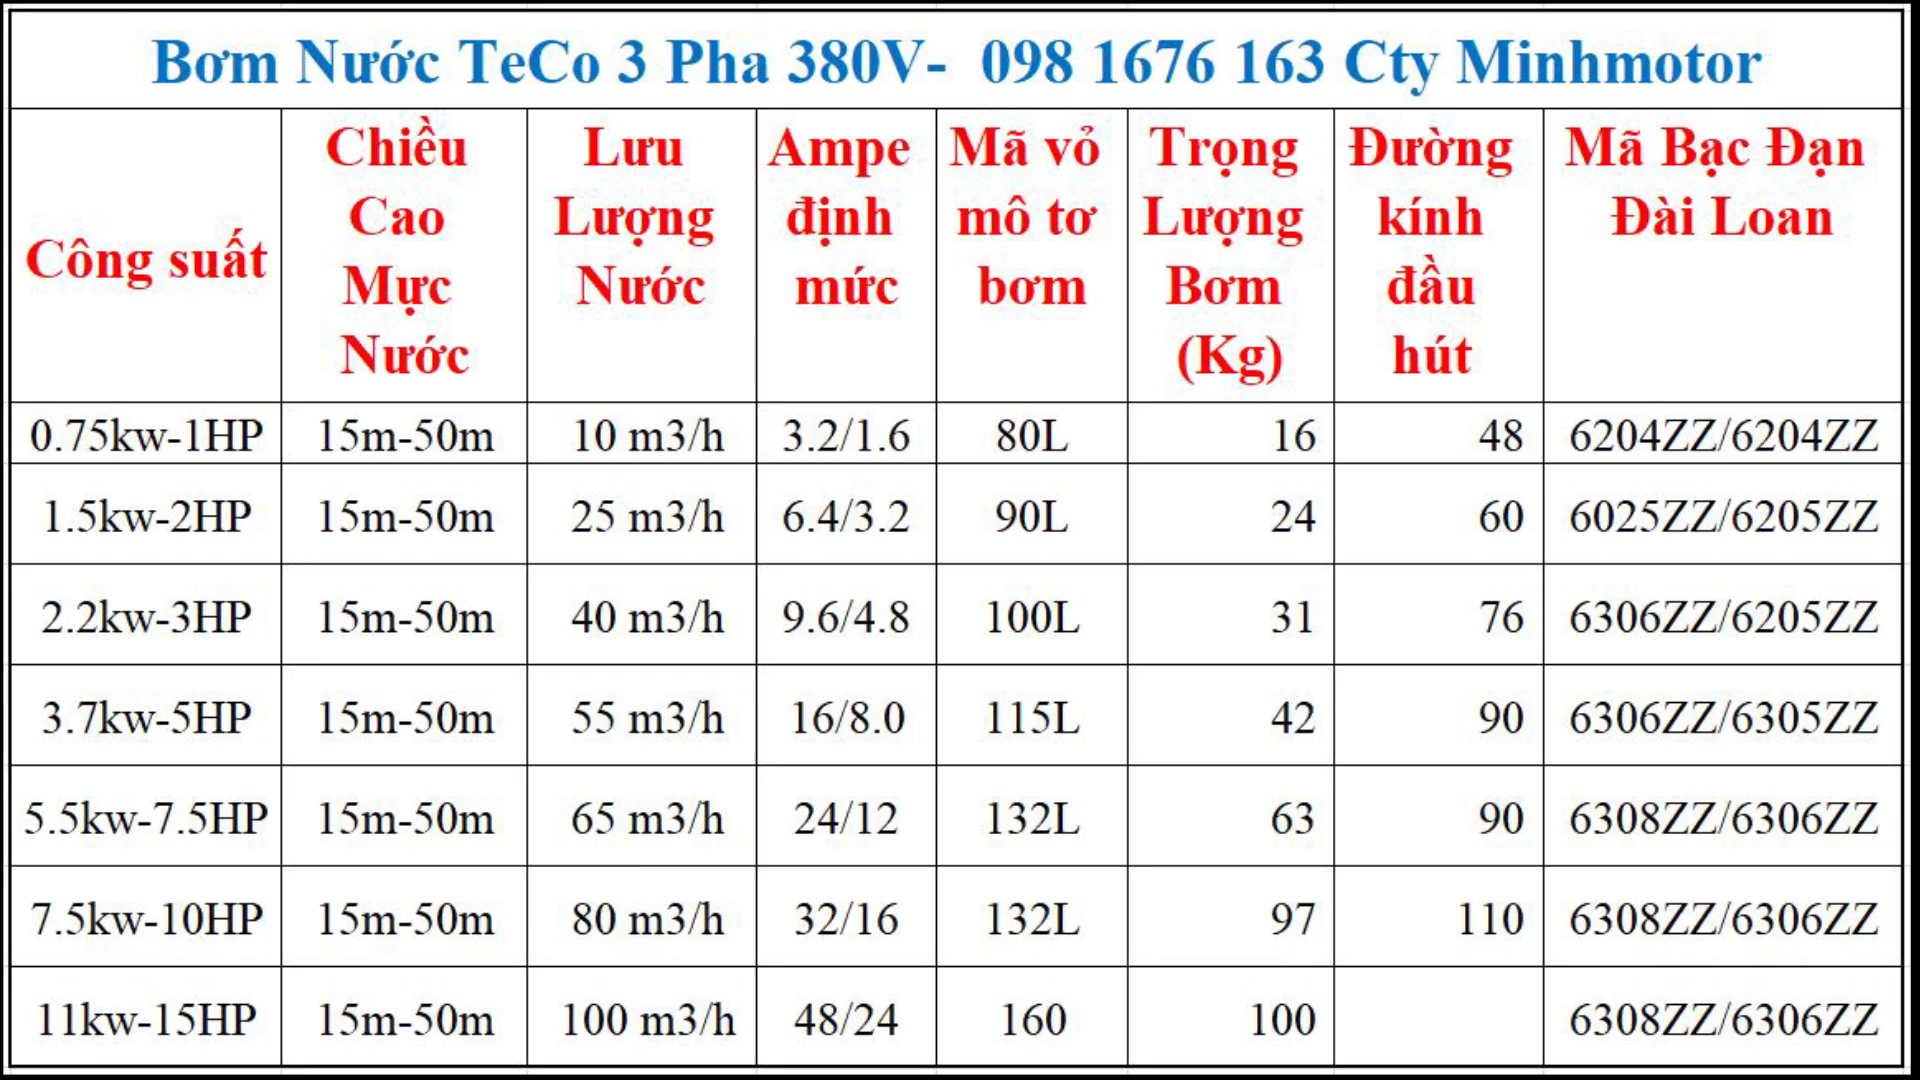 Bơm Nước TeCo 3 Pha 380V- 098 1676 163 Cty Minhmotor
Công suất Chiều Cao Mực Nước Lưu Lượng Nước Ampe định mức Mã vỏ mô tơ bơm Trọng Lượng Bơm (Kg) Đường kính đầu hút Mã Bạc Đạn Đài Loan
0.75kw-1HP 15m-50m 10 m3/h 3.2/1.6 80L 16 48 6204ZZ/6204ZZ
1.5kw-2HP 15m-50m 25 m3/h 6.4/3.2 90L 24 60 6025ZZ/6205ZZ
2.2kw-3HP 15m-50m 40 m3/h 9.6/4.8 100L 31 76 6306ZZ/6205ZZ
3.7kw-5HP 15m-50m 55 m3/h 16/8.0 115L 42 90 6306ZZ/6305ZZ
5.5kw-7.5HP 15m-50m 65 m3/h 24/12 132L 63 90 6308ZZ/6306ZZ
7.5kw-10HP 15m-50m 80 m3/h 32/16 132L 97 110 6308ZZ/6306ZZ
11kw-15HP 15m-50m 100 m3/h 48/24 160 100 6308ZZ/6306ZZ